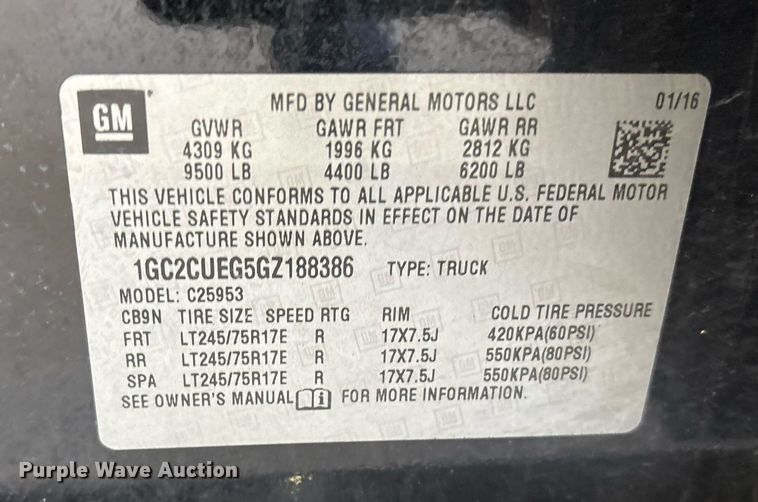 GM
MFD BY GENERAL MOTORS LLC 01/16
GVWR GAWR FRT GAWR RR
4309 KG 1996 KG 2812 KG
9500 LB 4400 LB 6200 LB
THIS VEHICLE CONFORMS TO ALL APPLICABLE U.S. FEDERAL MOTOR
VEHICLE SAFETY STANDARDS IN EFFECT ON THE DATE OF
MANUFACTURE SHOWN ABOVE.
1GC2CUEG5GZ188386 TYPE: TRUCK
MODEL: C25953
CB9N TIRE SIZE SPEED RTG RIM COLD TIRE PRESSURE
FRT LT245/75R17E R 17X7.5J 420KPA(60PSI)
RR LT245/75R17E R 17X7.5J 550KPA(80PSI)
SPA LT245/75R17E R 17X7.5J 550KPA(80PSI)
SEE OWNER'S MANUAL FOR MORE INFORMATION.
Purple Wave Auction